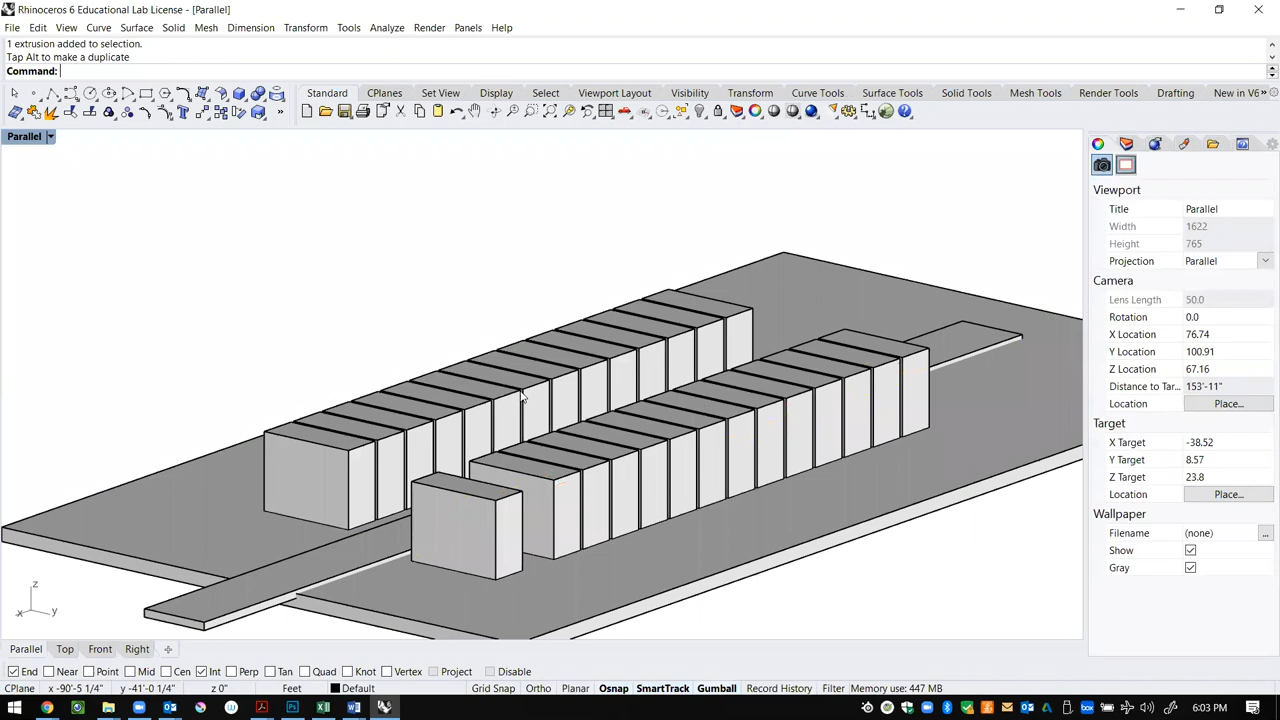 Rhinoceros 6 Educational Lab License - [Parallel]
File Edit View Curve Surface Solid Mesh Dimension Transform Tools Analyze Render Panels Help
1 extrusion added to selection.
Tap Alt to make a duplicate
Command:
Standard CPlanes Set View Display Select Viewport Layout Visibility Transform Curve Tools Surface Tools Solid Tools Mesh Tools Render Tools Drafting New in V6 »
Parallel
Viewport
Title Parallel
Width 1622
Height 765
Projection Parallel
Camera
Lens Length 50.0
Rotation 0.0
X Location 76.74
Y Location 100.91
Z Location 67.16
Distance to Tar... 153'-11"
Location Place...
Target
X Target -38.52
Y Target 8.57
Z Target 23.8
Location Place...
Wallpaper
Filename (none) ...
Show
Gray
z
x y
Parallel Top Front Right
End Near Point Mid Cen Int Perp Tan Quad Knot Vertex Project Disable
CPlane x -90'-5 1/4" y -41'-0 1/4" z 0" Feet Default Grid Snap Ortho Planar Osnap SmartTrack Gumball Record History Filter Memory use: 447 MB
6:03 PM